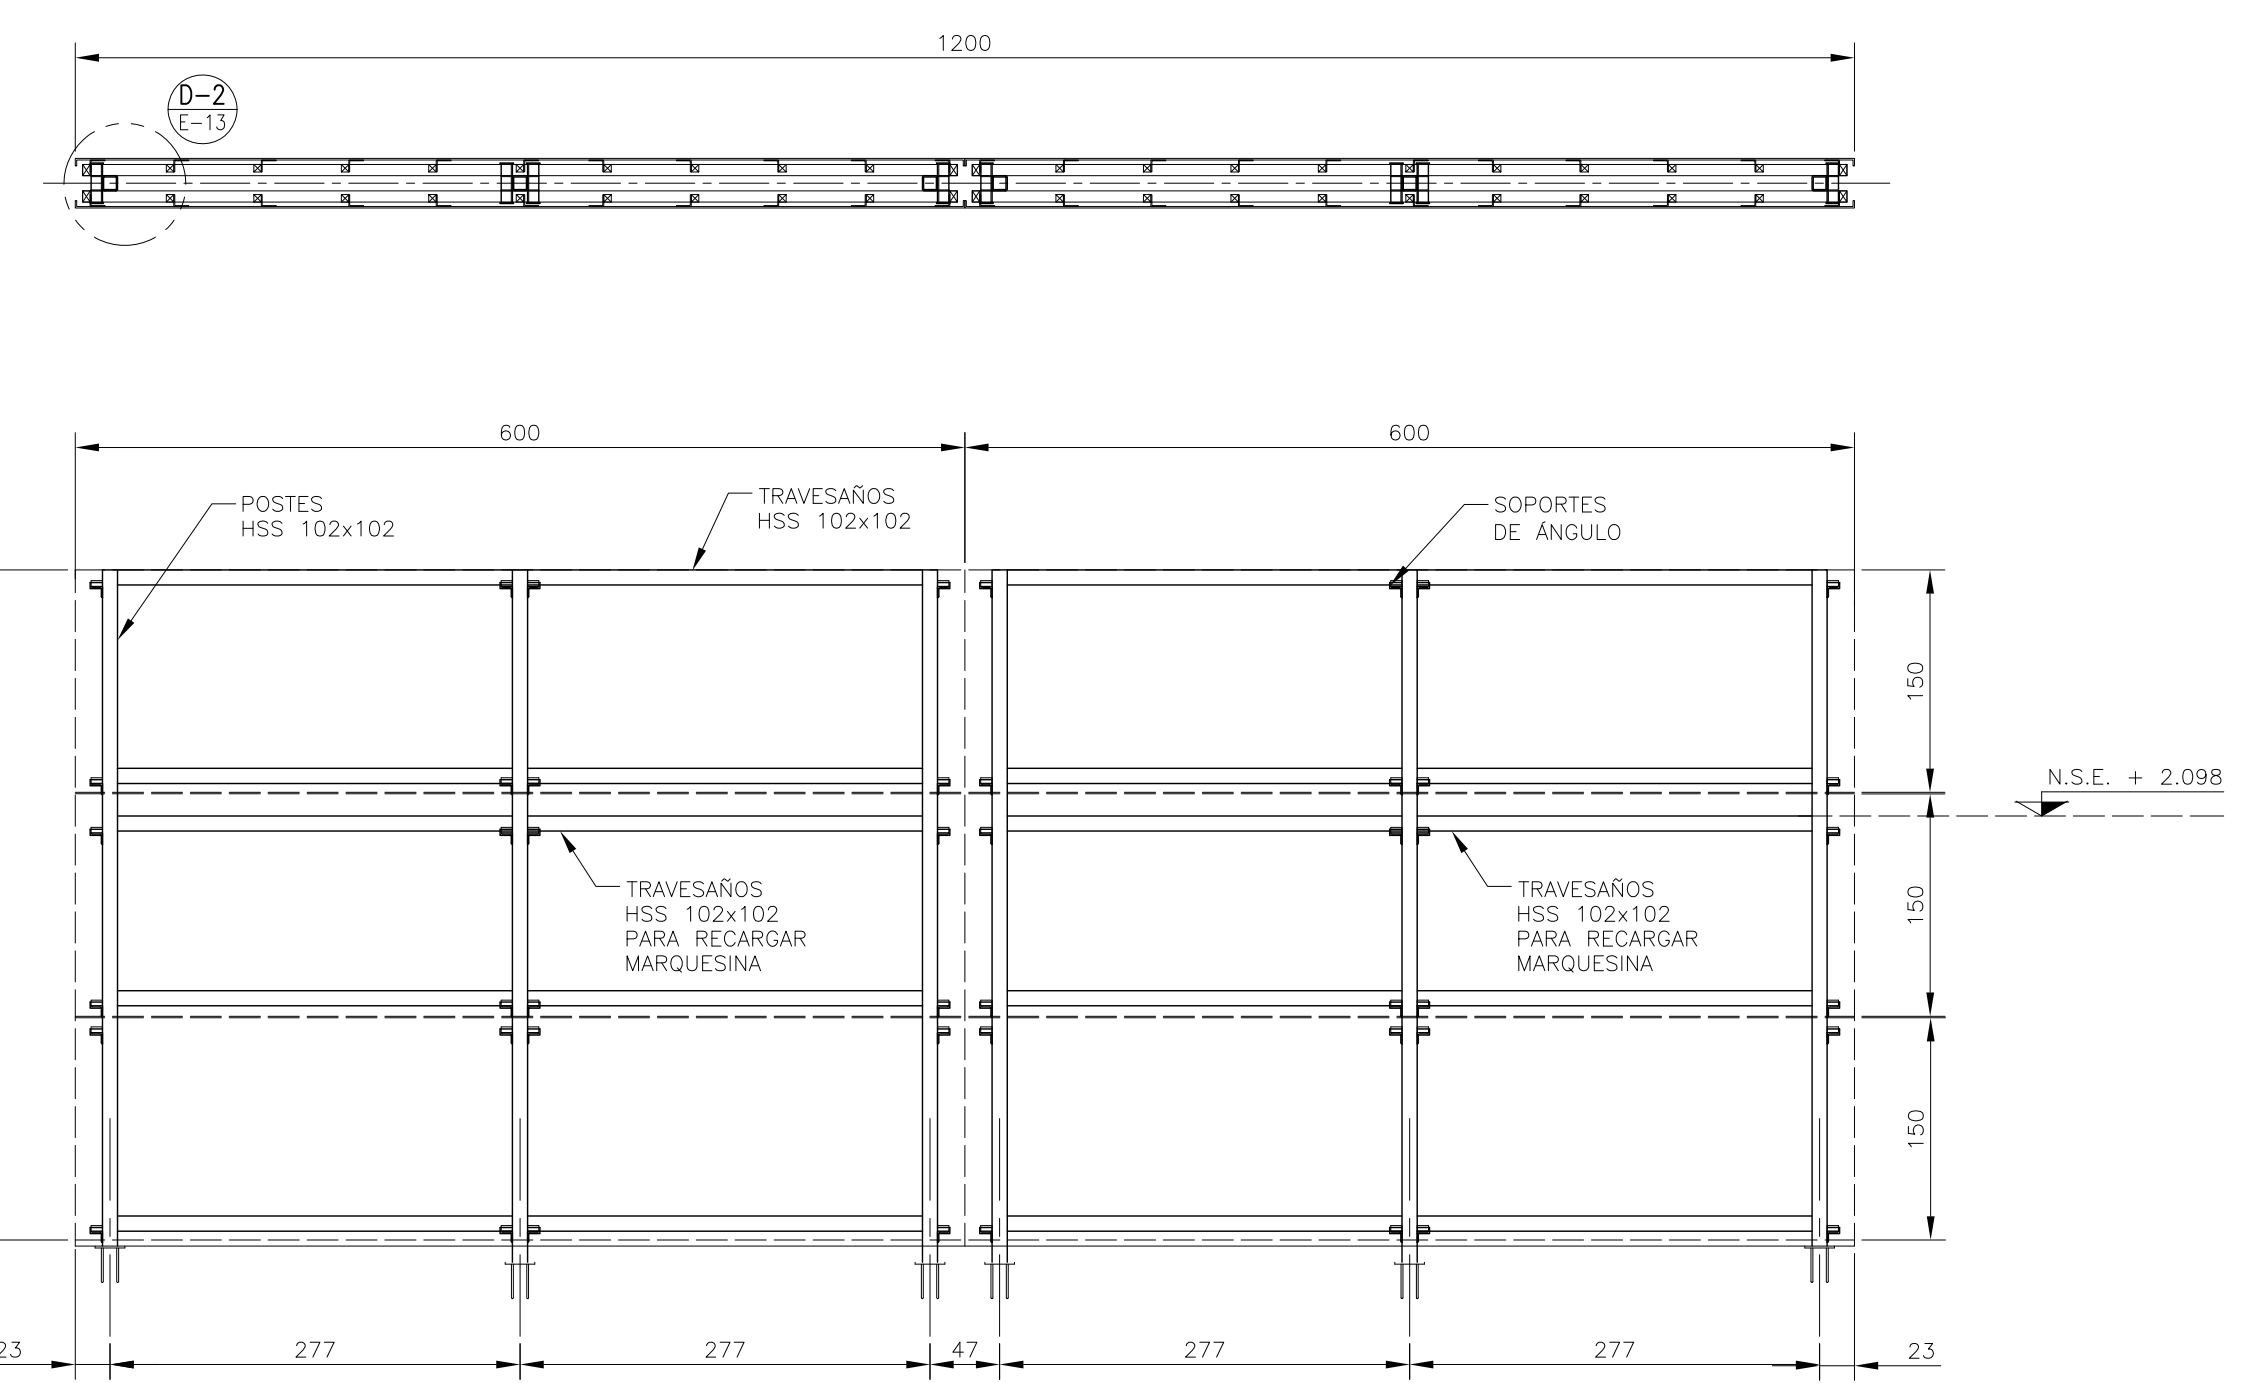 1200
D-2
E-13
600
600
POSTES
HSS 102x102
TRAVESAÑOS
HSS 102x102
SOPORTES
DE ÁNGULO
150
N.S.E. + 2.098
TRAVESAÑOS
HSS 102x102
PARA RECARGAR
MARQUESINA
TRAVESAÑOS
HSS 102x102
PARA RECARGAR
MARQUESINA
150
150
23
277
277
47
277
277
23